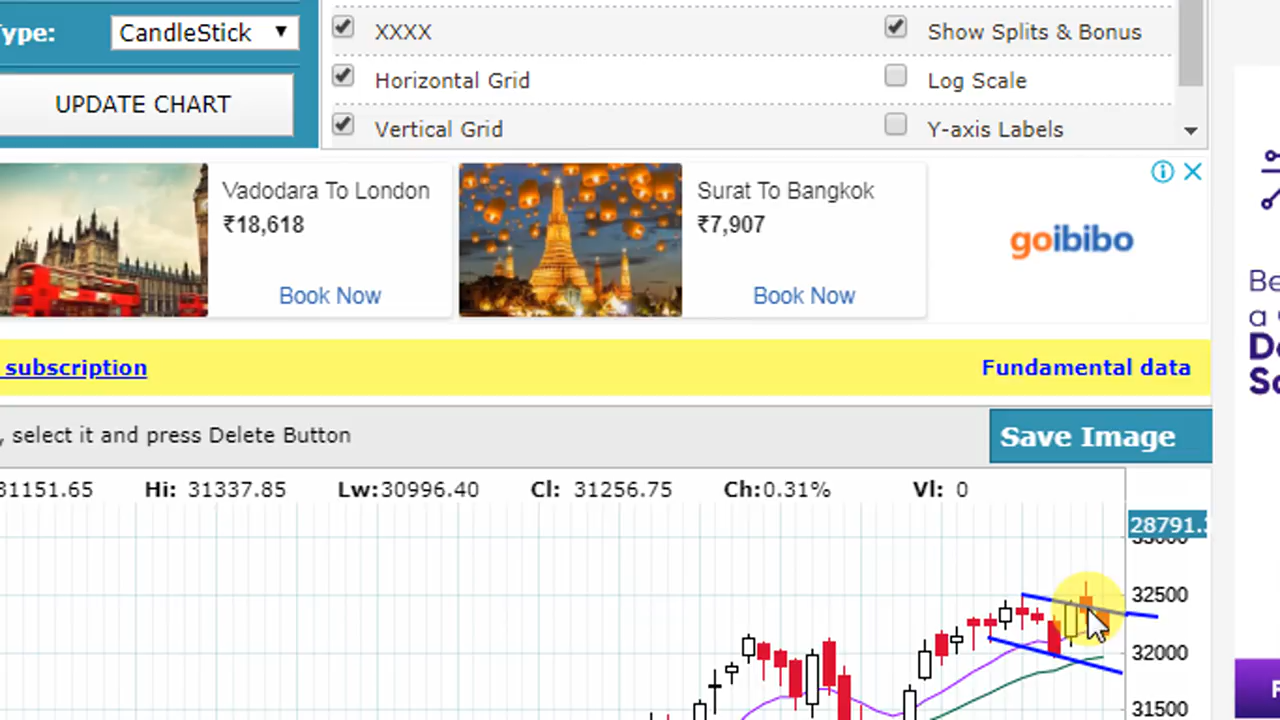 Type: CandleStick
XXXX
Show Splits & Bonus
Horizontal Grid
Log Scale
UPDATE CHART
Vertical Grid
Y-axis Labels
Vadodara To London
₹18,618
Book Now
Surat To Bangkok
₹7,907
Book Now
goibibo
subscription
Fundamental data
, select it and press Delete Button
Save Image
31151.65 Hi: 31337.85 Lw:30996.40 Cl: 31256.75 Ch:0.31% Vl: 0
28791.
33000
32500
32000
31500